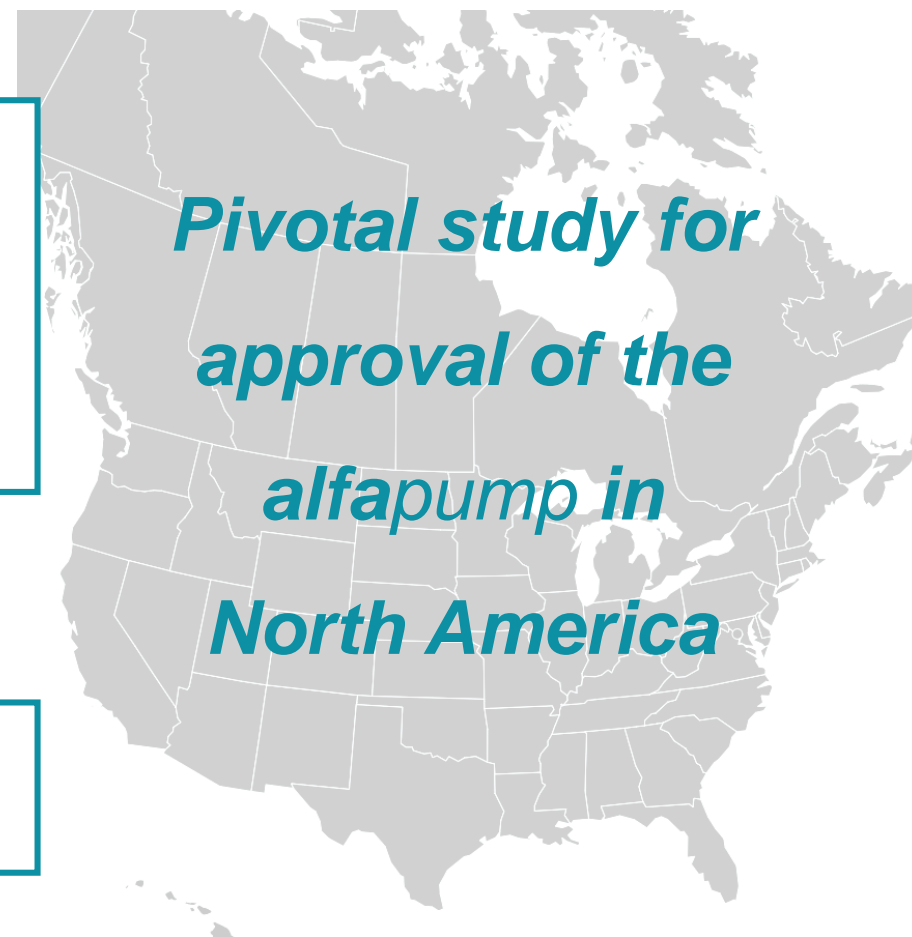 Pivotal study for
approval of the
alfapump in
North America